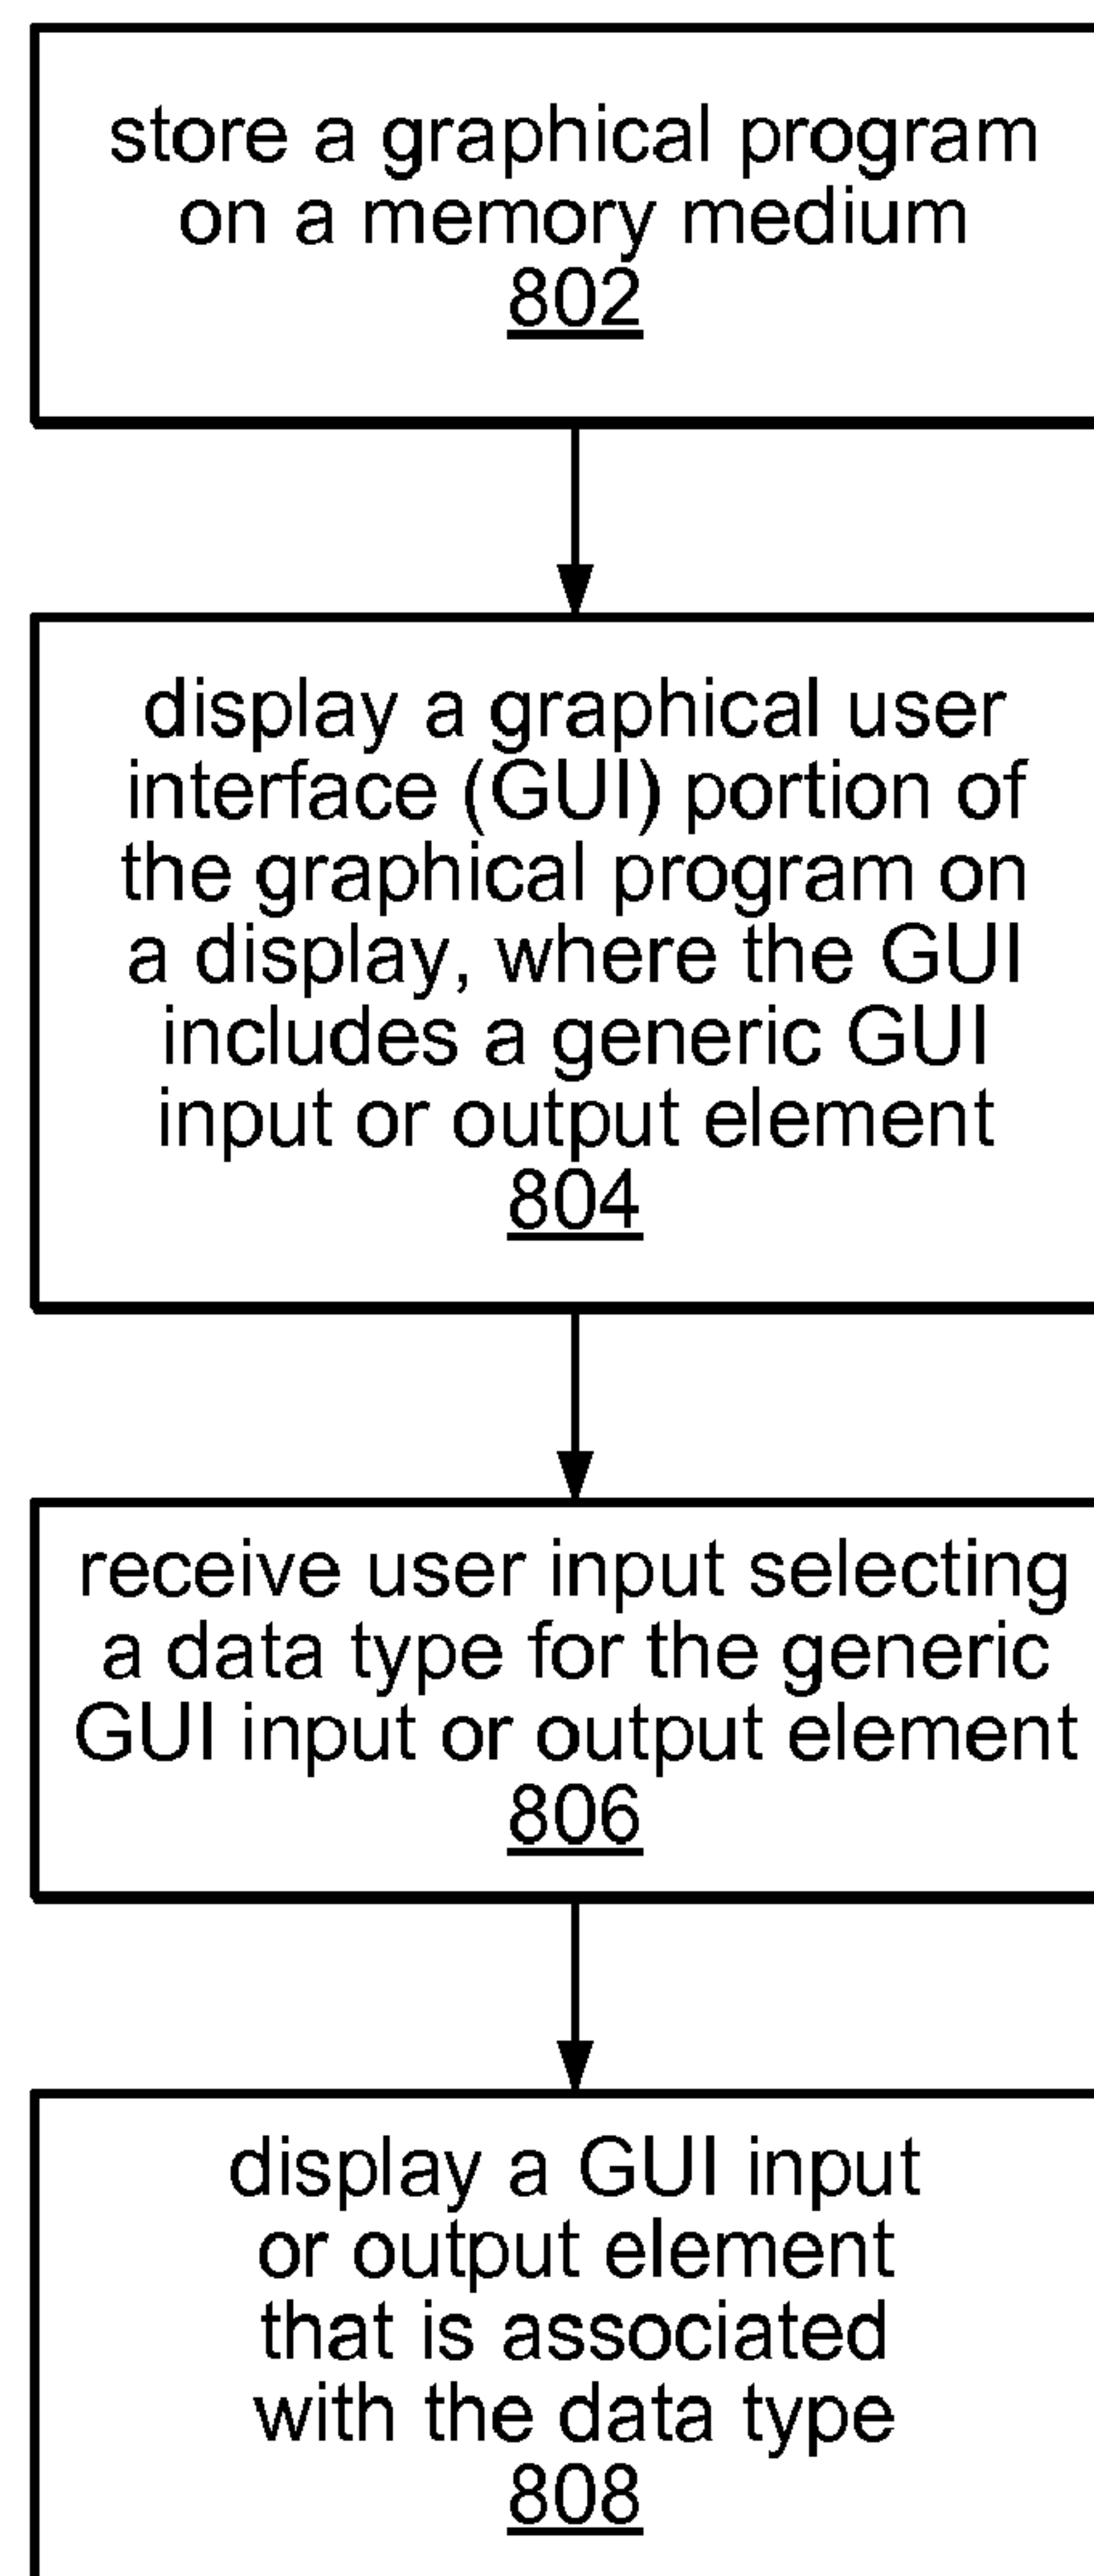 store a graphical program
on a memory medium
802
display a graphical user
interface (GUI) portion of
the graphical program on
a display, where the GUI
includes a generic GUI
input or output element
804
receive user input selecting
a data type for the generic
GUI input or output element
806
display a GUI input
or output element
that is associated
with the data type
808